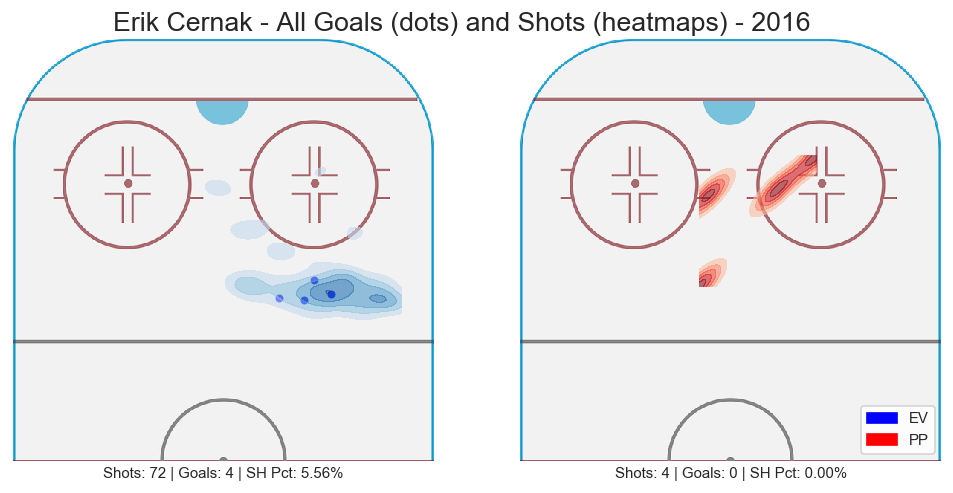 Erik Cernak - All Goals (dots) and Shots (heatmaps) - 2016
EV
PP
Shots: 72 | Goals: 4 | SH Pct: 5.56%
Shots: 4 | Goals: 0 | SH Pct: 0.00%